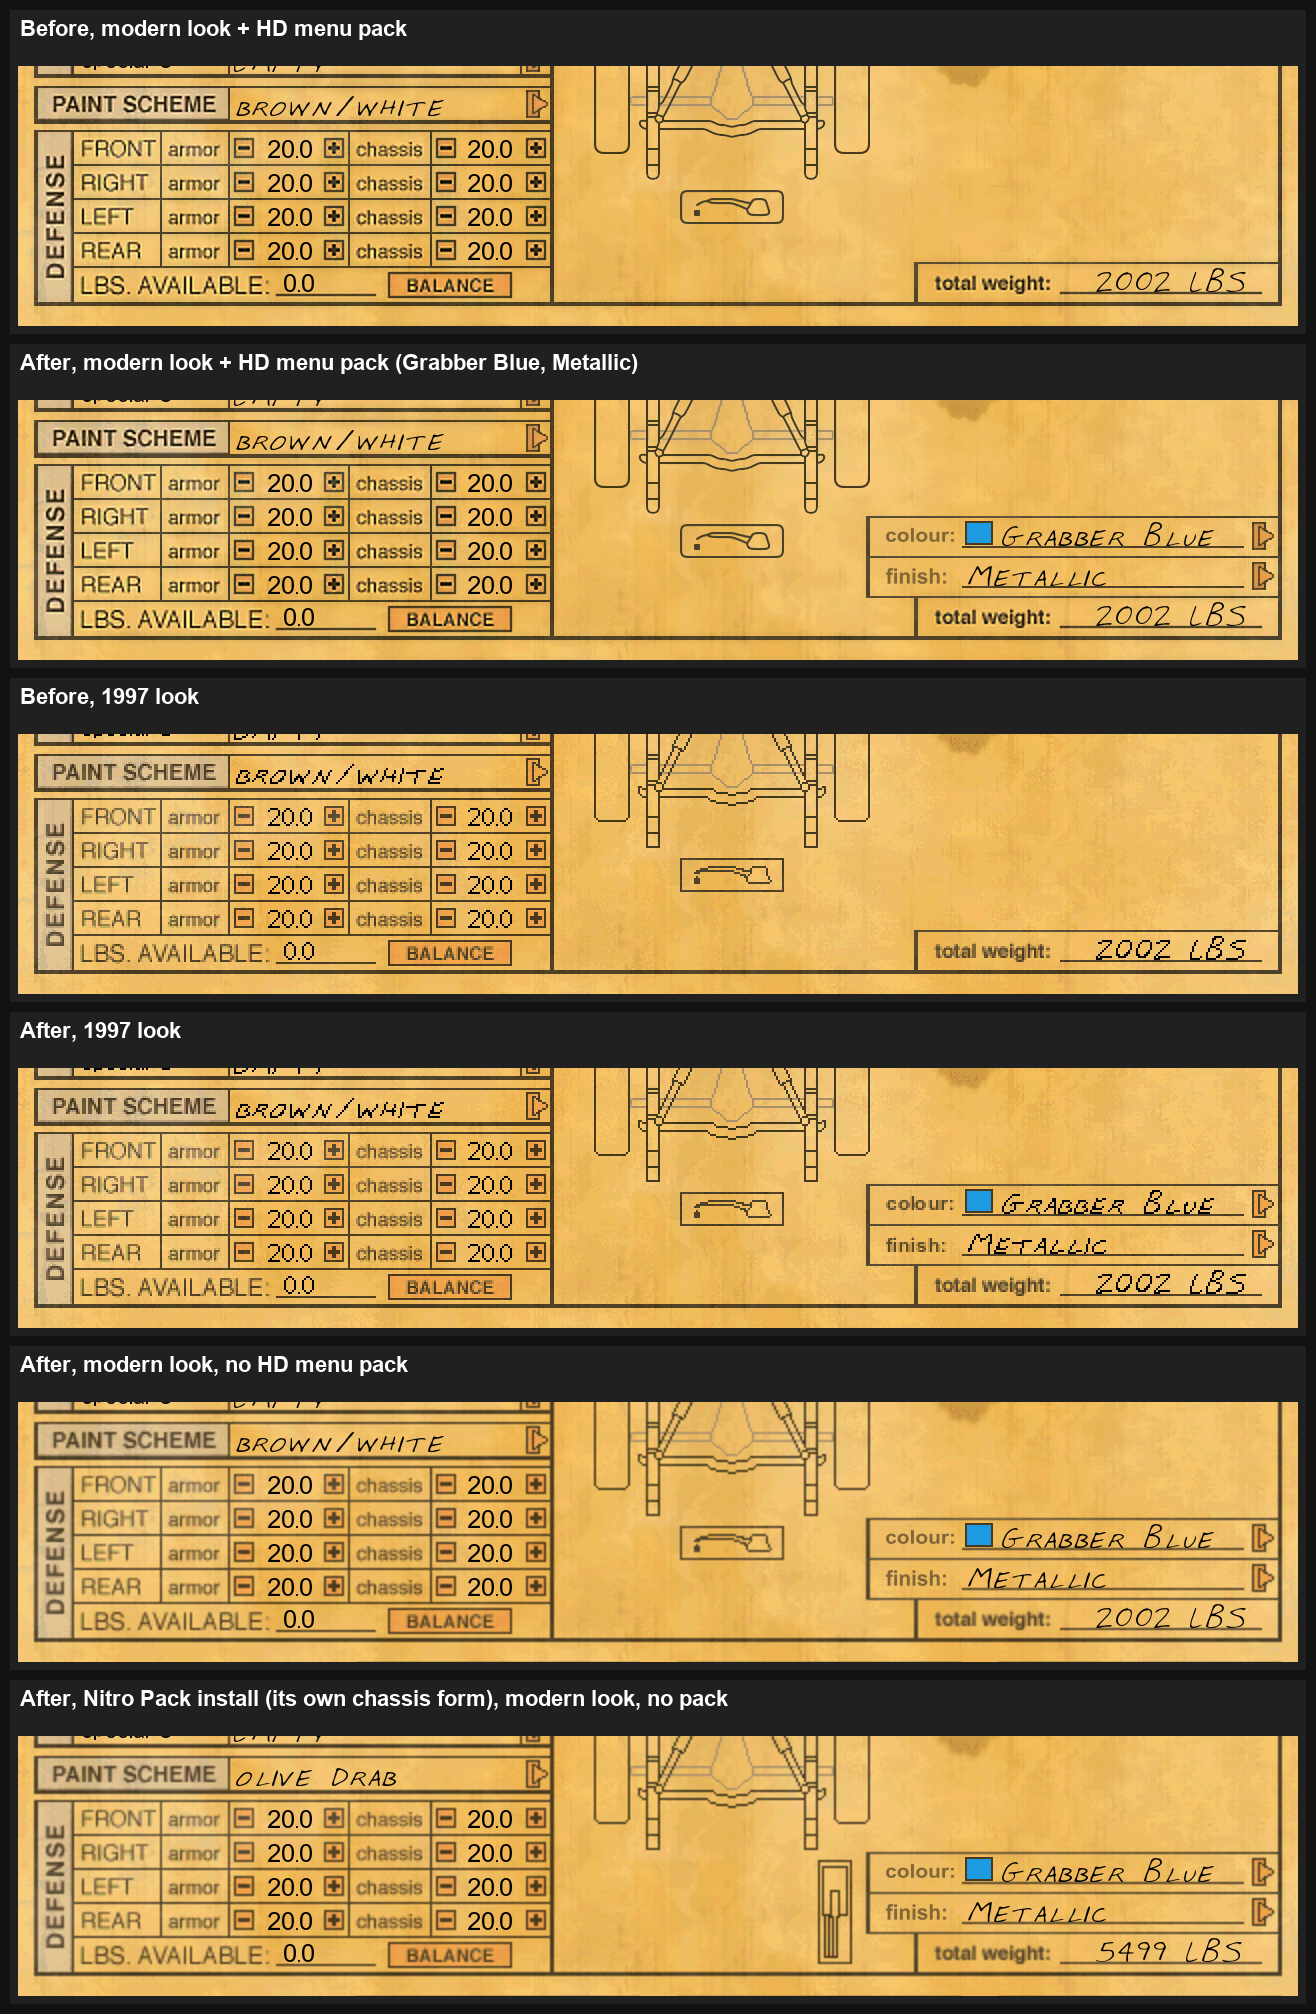 Before, modern look + HD menu pack
PAINT SCHEME BROWN/WHITE
DEFENSE
FRONT armor 20.0 chassis 20.0
RIGHT armor 20.0 chassis 20.0
LEFT armor 20.0 chassis 20.0
REAR armor 20.0 chassis 20.0
LBS. AVAILABLE: 0.0 BALANCE
total weight: 2002 LBS
After, modern look + HD menu pack (Grabber Blue, Metallic)
PAINT SCHEME BROWN/WHITE
DEFENSE
FRONT armor 20.0 chassis 20.0
RIGHT armor 20.0 chassis 20.0
LEFT armor 20.0 chassis 20.0
REAR armor 20.0 chassis 20.0
LBS. AVAILABLE: 0.0 BALANCE
colour: GRABBER BLUE
finish: METALLIC
total weight: 2002 LBS
Before, 1997 look
PAINT SCHEME BROWN/WHITE
DEFENSE
FRONT armor 20.0 chassis 20.0
RIGHT armor 20.0 chassis 20.0
LEFT armor 20.0 chassis 20.0
REAR armor 20.0 chassis 20.0
LBS. AVAILABLE: 0.0 BALANCE
total weight: 2002 LBS
After, 1997 look
PAINT SCHEME BROWN/WHITE
DEFENSE
FRONT armor 20.0 chassis 20.0
RIGHT armor 20.0 chassis 20.0
LEFT armor 20.0 chassis 20.0
REAR armor 20.0 chassis 20.0
LBS. AVAILABLE: 0.0 BALANCE
colour: GRABBER BLUE
finish: METALLIC
total weight: 2002 LBS
After, modern look, no HD menu pack
PAINT SCHEME BROWN/WHITE
DEFENSE
FRONT armor 20.0 chassis 20.0
RIGHT armor 20.0 chassis 20.0
LEFT armor 20.0 chassis 20.0
REAR armor 20.0 chassis 20.0
LBS. AVAILABLE: 0.0 BALANCE
colour: GRABBER BLUE
finish: METALLIC
total weight: 2002 LBS
After, Nitro Pack install (its own chassis form), modern look, no pack
PAINT SCHEME OLIVE DRAB
DEFENSE
FRONT armor 20.0 chassis 20.0
RIGHT armor 20.0 chassis 20.0
LEFT armor 20.0 chassis 20.0
REAR armor 20.0 chassis 20.0
LBS. AVAILABLE: 0.0 BALANCE
colour: GRABBER BLUE
finish: METALLIC
total weight: 5499 LBS